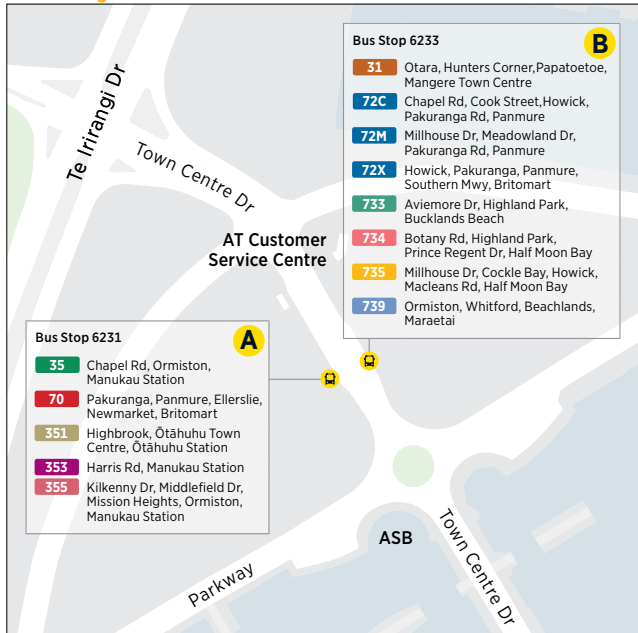 Te Irirangi Dr
Town Centre Dr
AT Customer
Service Centre
Bus Stop 6233
B
31 Otara, Hunters Corner,Papatoetoe,
Mangere Town Centre
72C Chapel Rd, Cook Street,Howick,
Pakuranga Rd, Panmure
72M Millhouse Dr, Meadowland Dr,
Pakuranga Rd, Panmure
72X Howick, Pakuranga, Panmure,
Southern Mwy, Britomart
733 Aviemore Dr, Highland Park,
Bucklands Beach
734 Botany Rd, Highland Park,
Prince Regent Dr, Half Moon Bay
735 Millhouse Dr, Cockle Bay, Howick,
Macleans Rd, Half Moon Bay
739 Ormiston, Whitford, Beachlands,
Maraetai
Bus Stop 6231
A
35 Chapel Rd, Ormiston,
Manukau Station
70 Pakuranga, Panmure, Ellerslie,
Newmarket, Britomart
351 Highbrook, Ōtāhuhu Town
Centre, Ōtāhuhu Station
353 Harris Rd, Manukau Station
355 Kilkenny Dr, Middlefield Dr,
Mission Heights, Ormiston,
Manukau Station
ASB
Parkway
Town Centre Dr